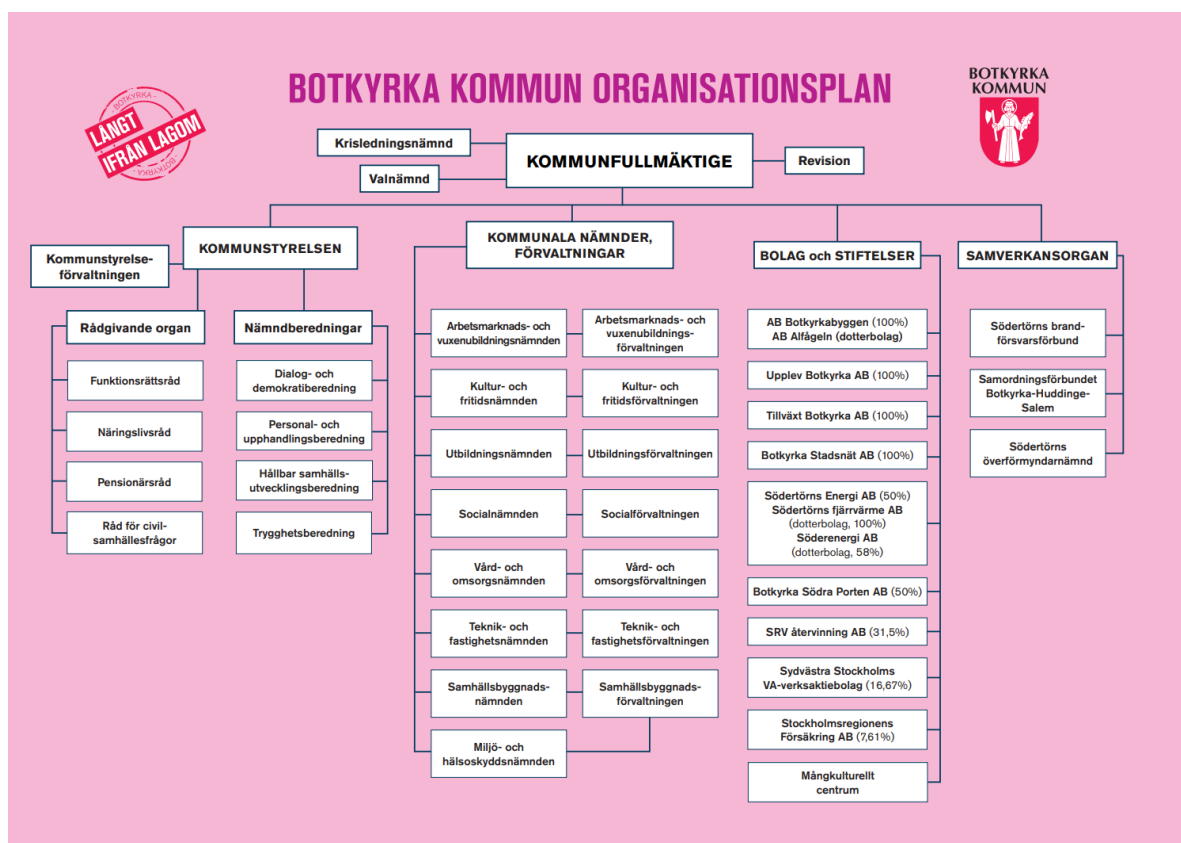 BOTKYRKA KOMMUN ORGANISATIONSPLAN
- BOTKYRKA -
LÅNGT
IFRÅN LAGOM
- BOTKYRKA -
BOTKYRKA
KOMMUN
Krisledningsnämnd
Valnämnd
KOMMUNFULLMÄKTIGE
Revision
KOMMUNSTYRELSEN
Kommunstyrelse-
förvaltningen
Rådgivande organ
Funktionsrättsråd
Näringslivsråd
Pensionärsråd
Råd för civil-
samhällesfrågor
Nämndberedningar
Dialog- och
demokratiberedning
Personal- och
upphandlingsberedning
Hållbar samhälls-
utvecklingsberedning
Trygghetsberedning
KOMMUNALA NÄMNDER,
FÖRVALTNINGAR
Arbetsmarknads- och
vuxenubildningsnämnden
Arbetsmarknads- och
vuxubildnings-
förvaltningen
Kultur- och
fritidsnämnden
Kultur- och
fritidsförvaltningen
Utbildningsnämnden
Utbildningsförvaltningen
Socialnämnden
Socialförvaltningen
Vård- och
omsorgsnämnden
Vård- och
omsorgsförvaltningen
Teknik- och
fastighetsnämnden
Teknik- och
fastighetsförvaltningen
Samhällsbyggnads-
nämnden
Samhällsbyggnads-
förvaltningen
Miljö- och
hälsoskyddsnämnden
BOLAG och STIFTELSER
AB Botkyrkabyggen (100%)
AB Alfågeln (dotterbolag)
Upplev Botkyrka AB (100%)
Tillväxt Botkyrka AB (100%)
Botkyrka Stadsnät AB (100%)
Södertörns Energi AB (50%)
Södertörns fjärrvärme AB
(dotterbolag, 100%)
Söderenergi AB
(dotterbolag, 58%)
Botkyrka Södra Porten AB (50%)
SRV återvinning AB (31,5%)
Sydvästra Stockholms
VA-verksaktiebolag (16,67%)
Stockholmsregionens
Försäkring AB (7,61%)
Mångkulturellt
centrum
SAMVERKANSORGAN
Södertörns brand-
försvarsförbund
Samordningsförbundet
Botkyrka-Huddinge-
Salem
Södertörns
överförmyndarnämnd